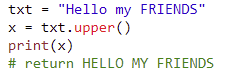 txt = "Hello my FRIENDS"
x = txt.upper()
print(x)
# return HELLO MY FRIENDS